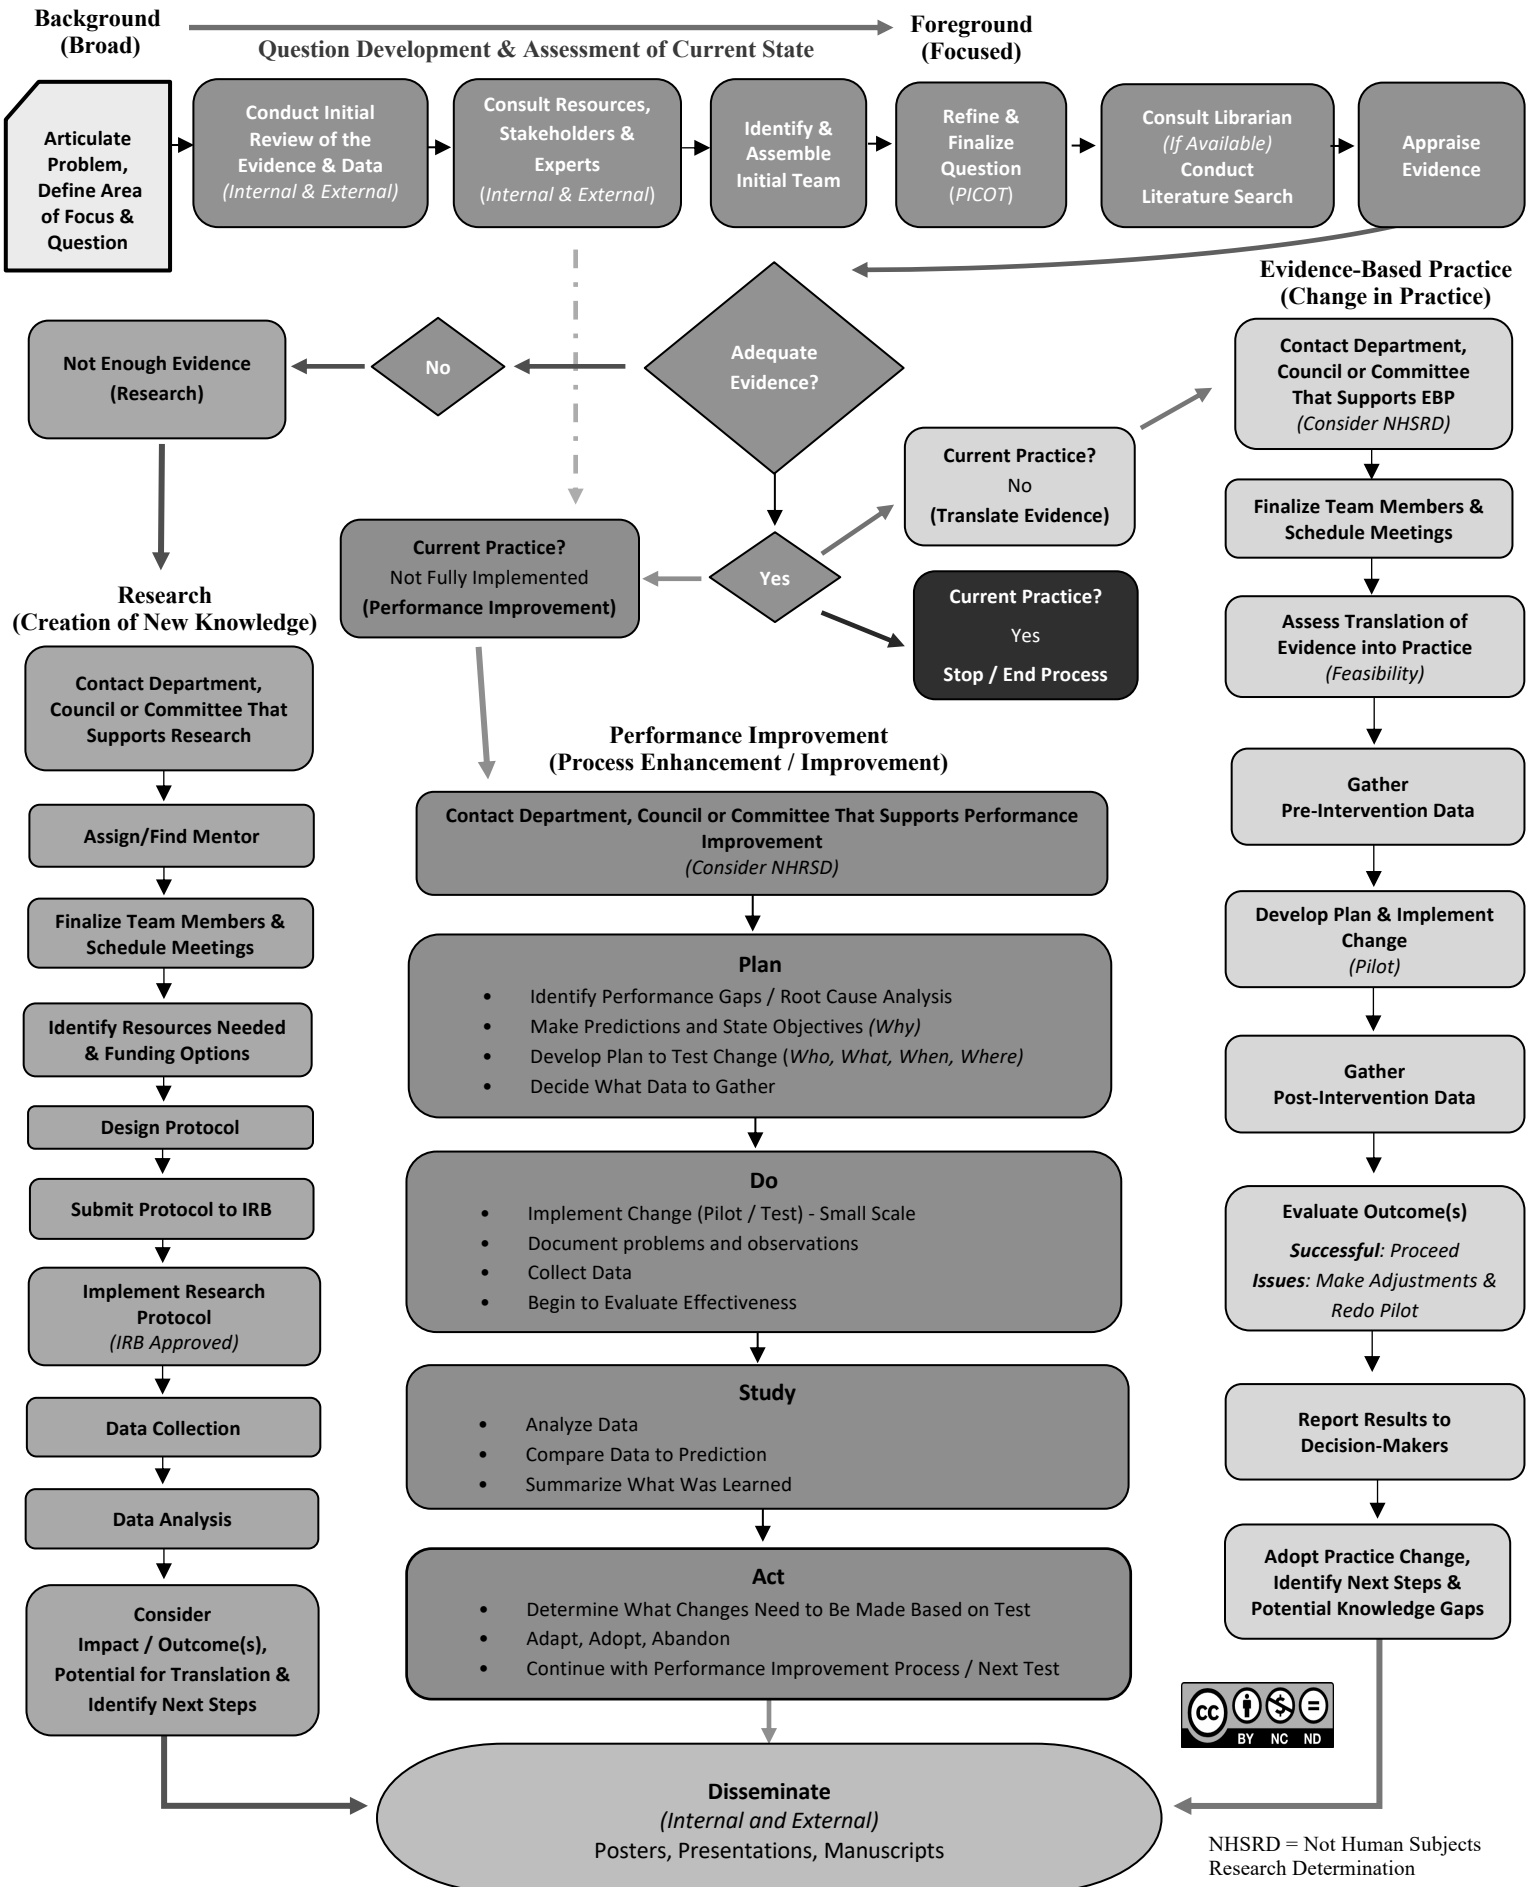 Background
(Broad)
Question Development & Assessment of Current State
Foreground
(Focused)
Articulate
Problem,
Define Area
of Focus &
Question
Conduct Initial
Review of the
Evidence & Data
(Internal & External)
Consult Resources,
Stakeholders &
Experts
(Internal & External)
Identify &
Assemble
Initial Team
Refine &
Finalize
Question
(PICOT)
Consult Librarian
(If Available)
Conduct
Literature Search
Appraise
Evidence
Adequate
Evidence?
No
Not Enough Evidence
(Research)
Yes
Current Practice?
No
(Translate Evidence)
Current Practice?
Yes
Stop / End Process
Current Practice?
Not Fully Implemented
(Performance Improvement)
Research
(Creation of New Knowledge)
Contact Department,
Council or Committee That
Supports Research
Assign/Find Mentor
Finalize Team Members &
Schedule Meetings
Identify Resources Needed
& Funding Options
Design Protocol
Submit Protocol to IRB
Implement Research
Protocol
(IRB Approved)
Data Collection
Data Analysis
Consider
Impact / Outcome(s),
Potential for Translation &
Identify Next Steps
Performance Improvement
(Process Enhancement / Improvement)
Contact Department, Council or Committee That Supports Performance
Improvement
(Consider NHRSD)
Plan
• Identify Performance Gaps / Root Cause Analysis
• Make Predictions and State Objectives (Why)
• Develop Plan to Test Change (Who, What, When, Where)
• Decide What Data to Gather
Do
• Implement Change (Pilot / Test) - Small Scale
• Document problems and observations
• Collect Data
• Begin to Evaluate Effectiveness
Study
• Analyze Data
• Compare Data to Prediction
• Summarize What Was Learned
Act
• Determine What Changes Need to Be Made Based on Test
• Adapt, Adopt, Abandon
• Continue with Performance Improvement Process / Next Test
Evidence-Based Practice
(Change in Practice)
Contact Department,
Council or Committee
That Supports EBP
(Consider NHSRD)
Finalize Team Members &
Schedule Meetings
Assess Translation of
Evidence into Practice
(Feasibility)
Gather
Pre-Intervention Data
Develop Plan & Implement
Change
(Pilot)
Gather
Post-Intervention Data
Evaluate Outcome(s)
Successful: Proceed
Issues: Make Adjustments &
Redo Pilot
Report Results to
Decision-Makers
Adopt Practice Change,
Identify Next Steps &
Potential Knowledge Gaps
cc
BY NC ND
Disseminate
(Internal and External)
Posters, Presentations, Manuscripts
NHSRD = Not Human Subjects
Research Determination